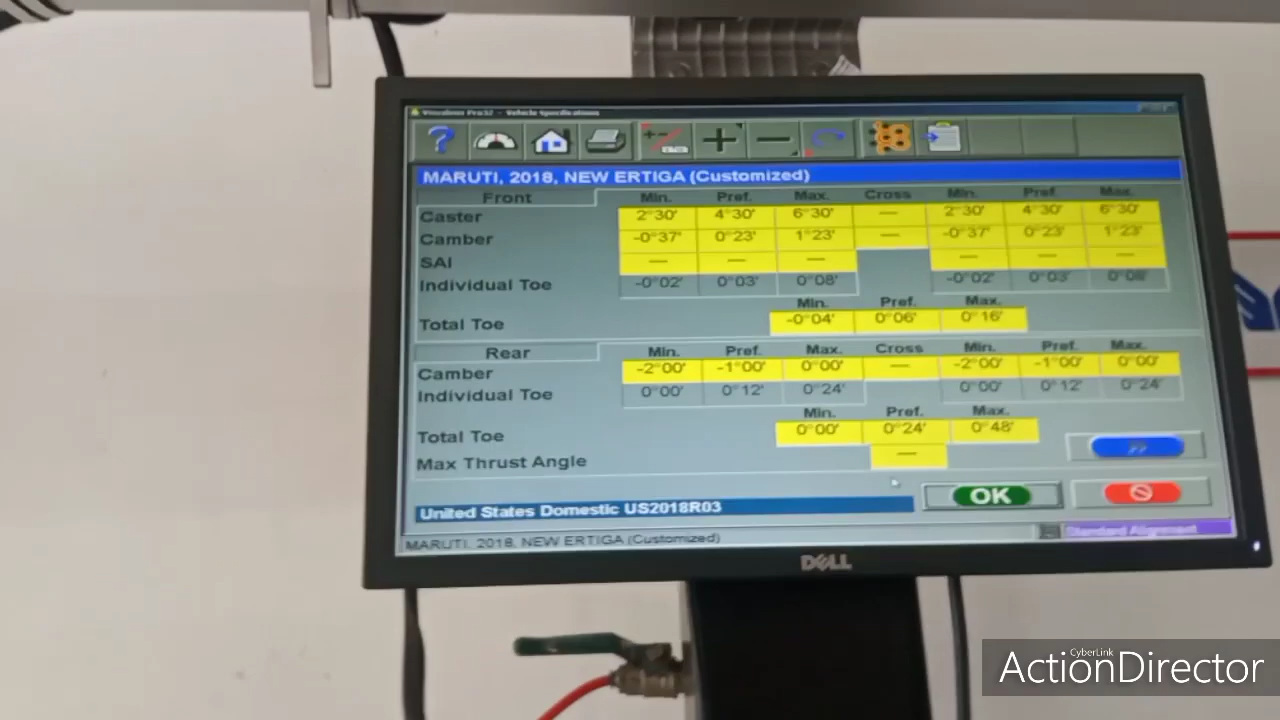 - Vehicle Specifications
MARUTI, 2018, NEW ERTIGA (Customized)
Front Min. Pref. Max. Cross Min. Pref. Max.
Caster 2°30' 4°30' 6°30' — 2°30' 4°30' 6°30'
Camber -0°37' 0°23' 1°23' — -0°37' 0°23' 1°23'
SAI — — — — — —
Individual Toe -0°02' 0°03' 0°08' -0°02' 0°03' 0°08'
Min. Pref. Max.
Total Toe -0°04' 0°06' 0°16'
Rear Min. Pref. Max. Cross Min. Pref. Max.
Camber -2°00' -1°00' 0°00' — -2°00' -1°00' 0°00'
Individual Toe 0°00' 0°12' 0°24' 0°00' 0°12' 0°24'
Min. Pref. Max.
Total Toe 0°00' 0°24' 0°48'
Max Thrust Angle —
OK
United States Domestic US2018R03
MARUTI, 2018, NEW ERTIGA (Customized) Standard Alignment
DELL
CyberLink
ActionDirector